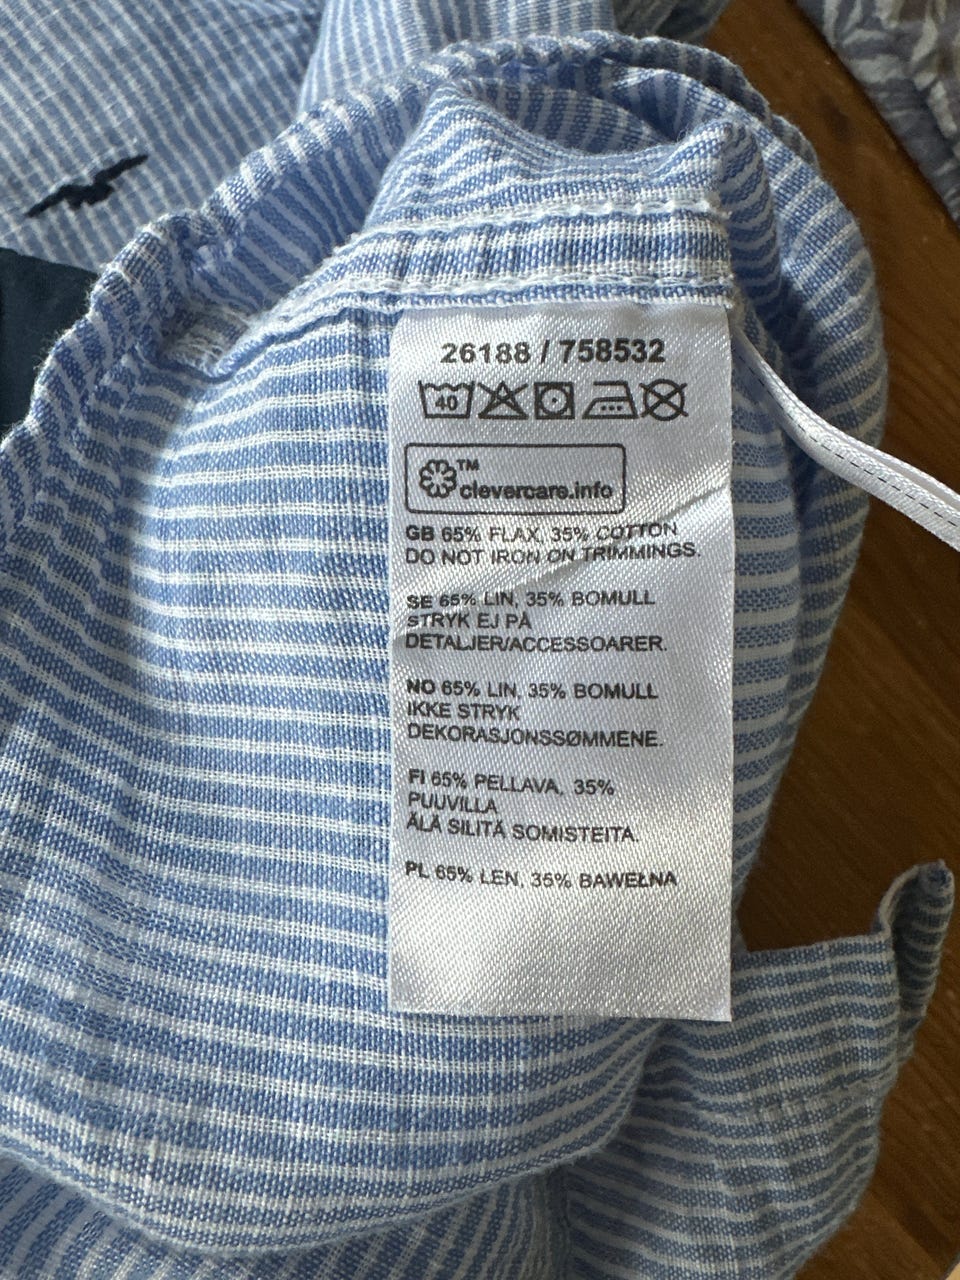 26188 / 758532
40
TM
clevercare.info
GB 65% FLAX, 35% COTTON
DO NOT IRON ON TRIMMINGS.
SE 65% LIN, 35% BOMULL
STRYK EJ PÅ
DETALJER/ACCESSOARER.
NO 65% LIN, 35% BOMULL
IKKE STRYK
DEKORASJONSSØMMENE.
FI 65% PELLAVA, 35%
PUUVILLA
ÄLÄ SILITÄ SOMISTEITA.
PL 65% LEN, 35% BAWEŁNA